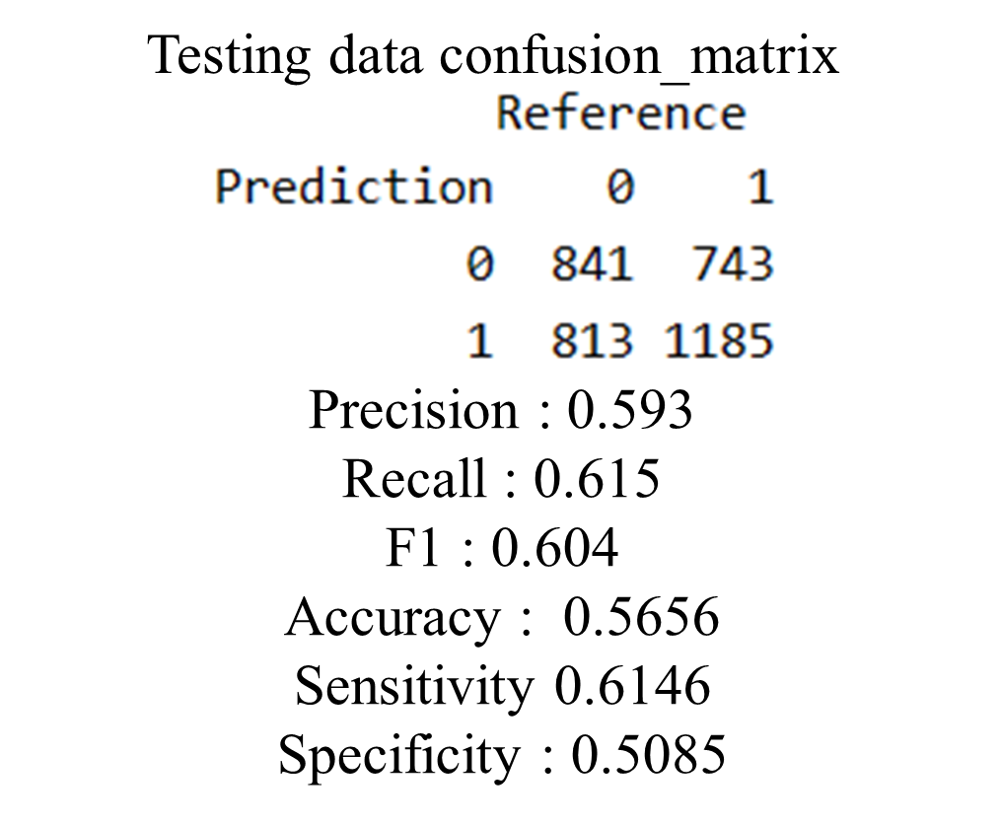 Testing data confusion_matrix
Reference
Prediction 0 1
0 841 743
1 813 1185
Precision : 0.593
Recall : 0.615
F1 : 0.604
Accuracy : 0.5656
Sensitivity 0.6146
Specificity : 0.5085